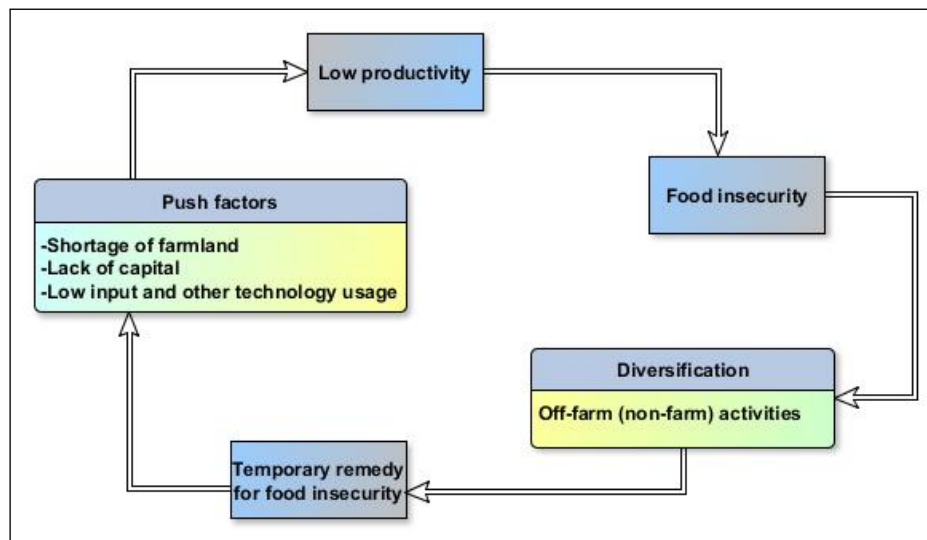 Low productivity
Food insecurity
Push factors
-Shortage of farmland
-Lack of capital
-Low input and other technology usage
Diversification
Off-farm (non-farm) activities
Temporary remedy
for food insecurity